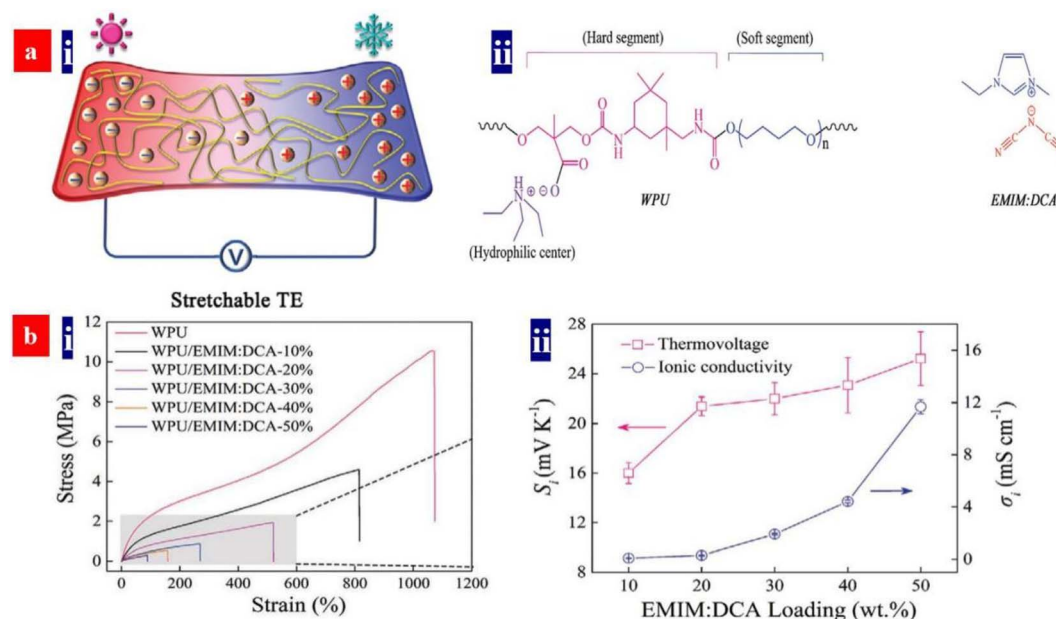 a
i
− − − − − − − − − + + + + + + + + + + +
V
Stretchable TE
ii
(Hard segment)
(Soft segment)
O
O
O
N
H
H
N
O
O
O
O
n
O
O
H
N
⊕ ⊖
(Hydrophilic center)
WPU
N
N
⊕
⊖
N
N
EMIM:DCA
b
i
WPU
WPU/EMIM:DCA-10%
WPU/EMIM:DCA-20%
WPU/EMIM:DCA-30%
WPU/EMIM:DCA-40%
WPU/EMIM:DCA-50%
12
10
8
6
4
2
0
Stress (MPa)
0 200 400 600 800 1000 1200
Strain (%)
ii
Thermovoltage
Ionic conductivity
28
24
20
16
12
8
Si (mV K⁻¹)
16
12
8
4
0
σi (mS cm⁻¹)
10 20 30 40 50
EMIM:DCA Loading (wt.%)